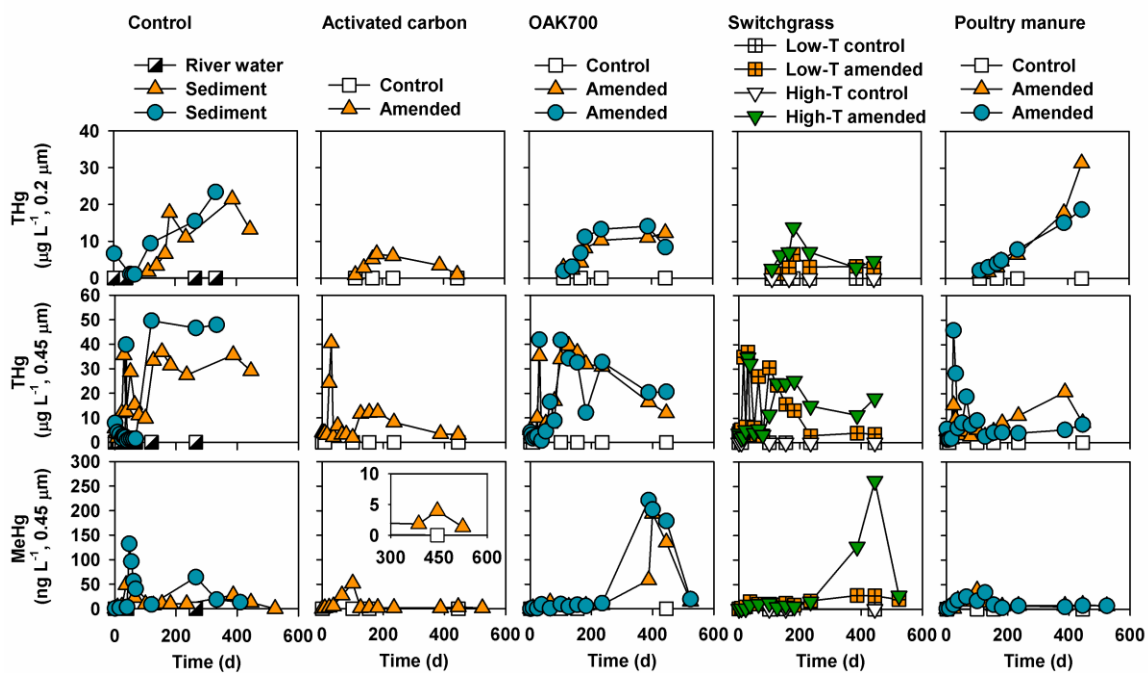 Control Activated carbon OAK700 Switchgrass Poultry manure
River water
Sediment
Sediment
Control
Amended
Control
Amended
Amended
Low-T control
Low-T amended
High-T control
High-T amended
Control
Amended
Amended
THg
(µg L⁻¹, 0.2 µm)
40
30
20
10
0
THg
(µg L⁻¹, 0.45 µm)
60
50
40
30
20
10
0
MeHg
(ng L⁻¹, 0.45 µm)
300
250
200
150
100
50
0
10
5
0
300 400 500 600
0 200 400 600 0 200 400 600 0 200 400 600 0 200 400 600 0 200 400 600
Time (d) Time (d) Time (d) Time (d) Time (d)